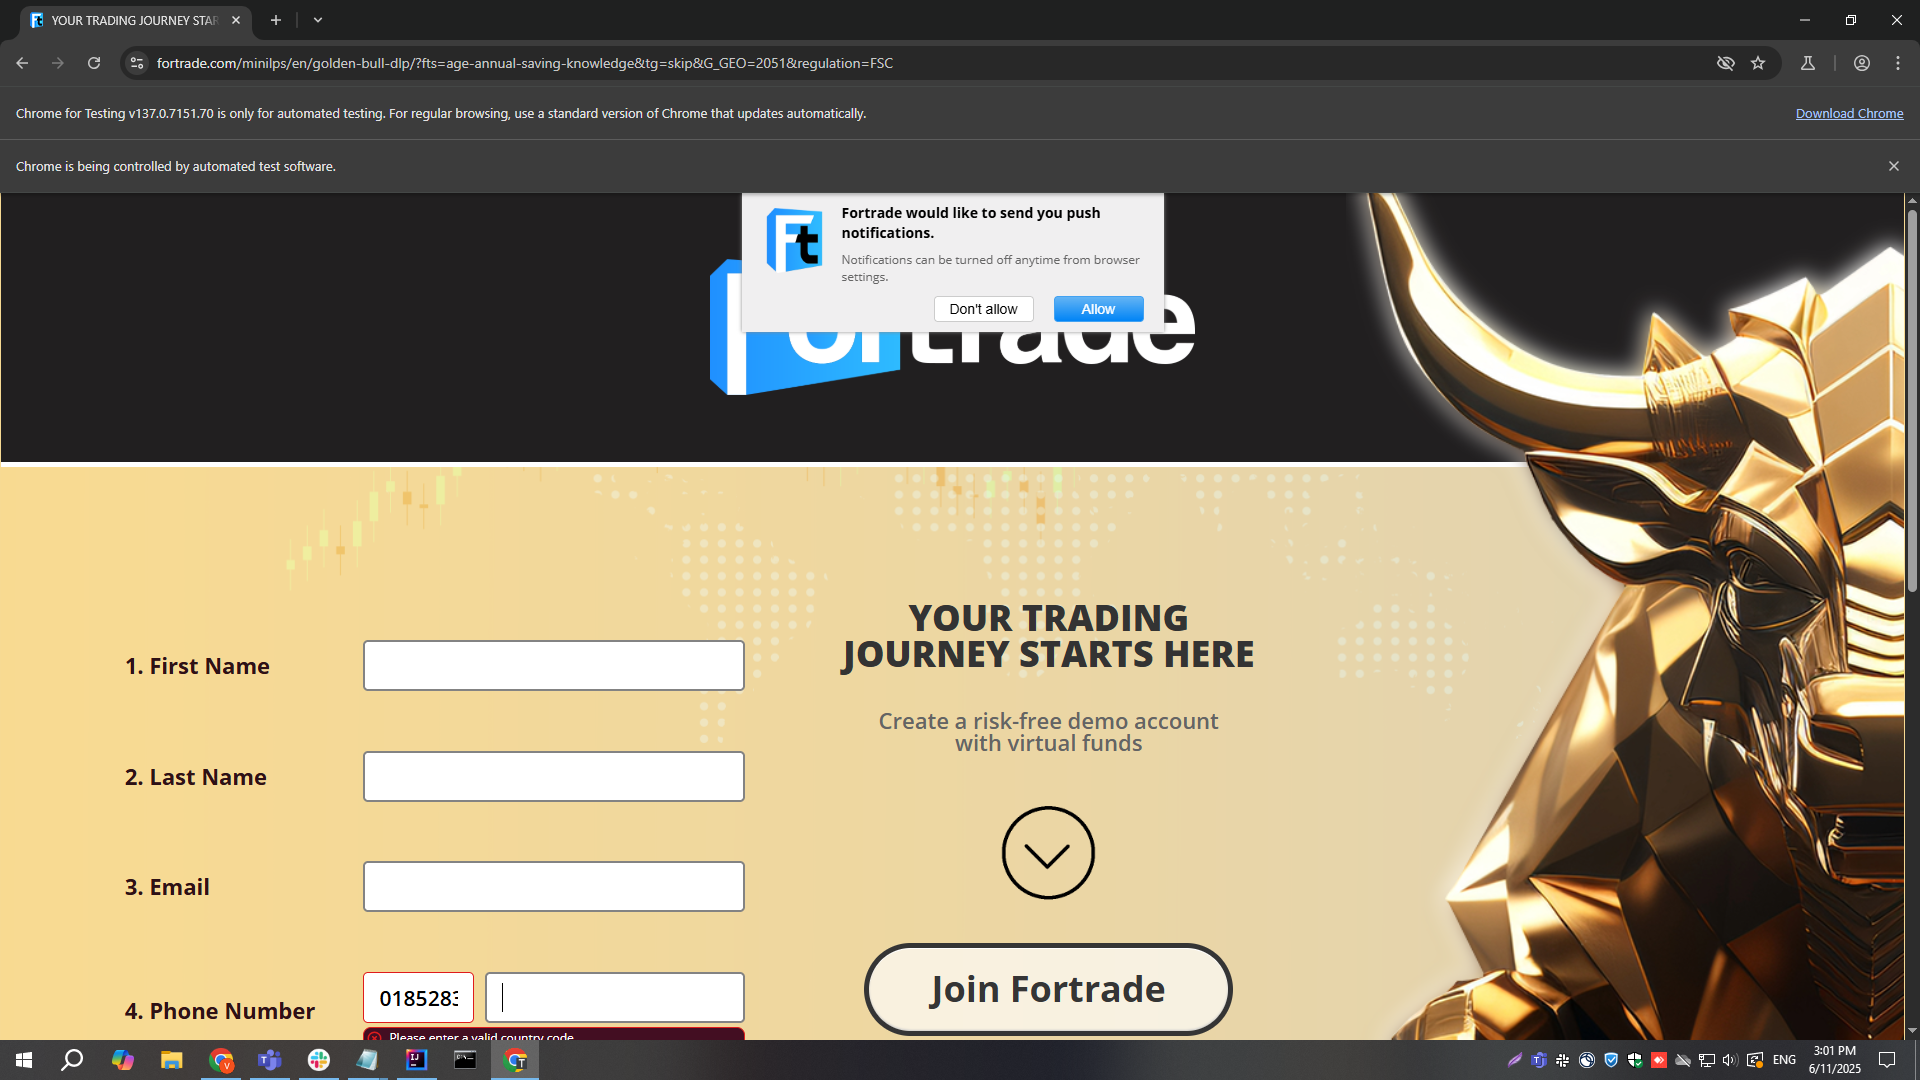 YOUR TRADING JOURNEY STAR
fortrade.com/minilps/en/golden-bull-dlp/?fts=age-annual-saving-knowledge&tg=skip&G_GEO=2051&regulation=FSC
Chrome for Testing v137.0.7151.70 is only for automated testing. For regular browsing, use a standard version of Chrome that updates automatically.
Download Chrome
Chrome is being controlled by automated test software.
Ft
Fortrade would like to send you push
notifications.
Notifications can be turned off anytime from browser
settings.
Don't allow
Allow
Fortrade
YOUR TRADING
JOURNEY STARTS HERE
Create a risk-free demo account
with virtual funds
Join Fortrade
1. First Name
2. Last Name
3. Email
4. Phone Number
0185283
Please enter a valid country code
ENG
3:01 PM
6/11/2025